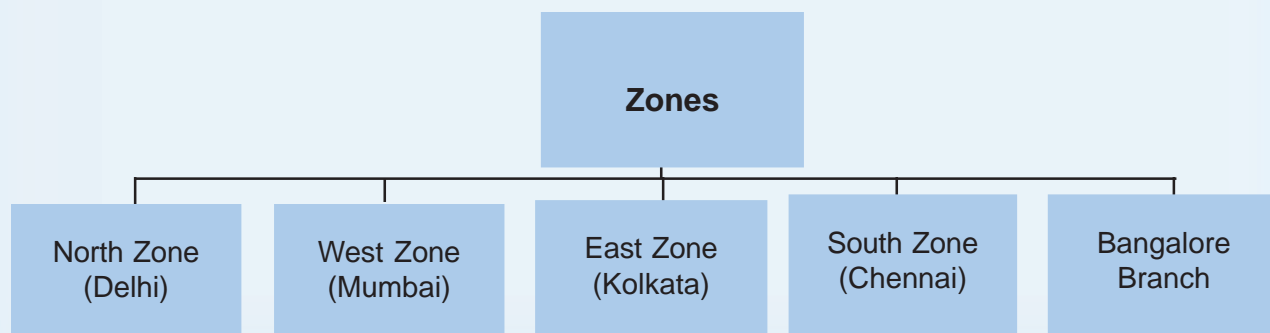 Zones
North Zone
(Delhi)
West Zone
(Mumbai)
East Zone
(Kolkata)
South Zone
(Chennai)
Bangalore
Branch